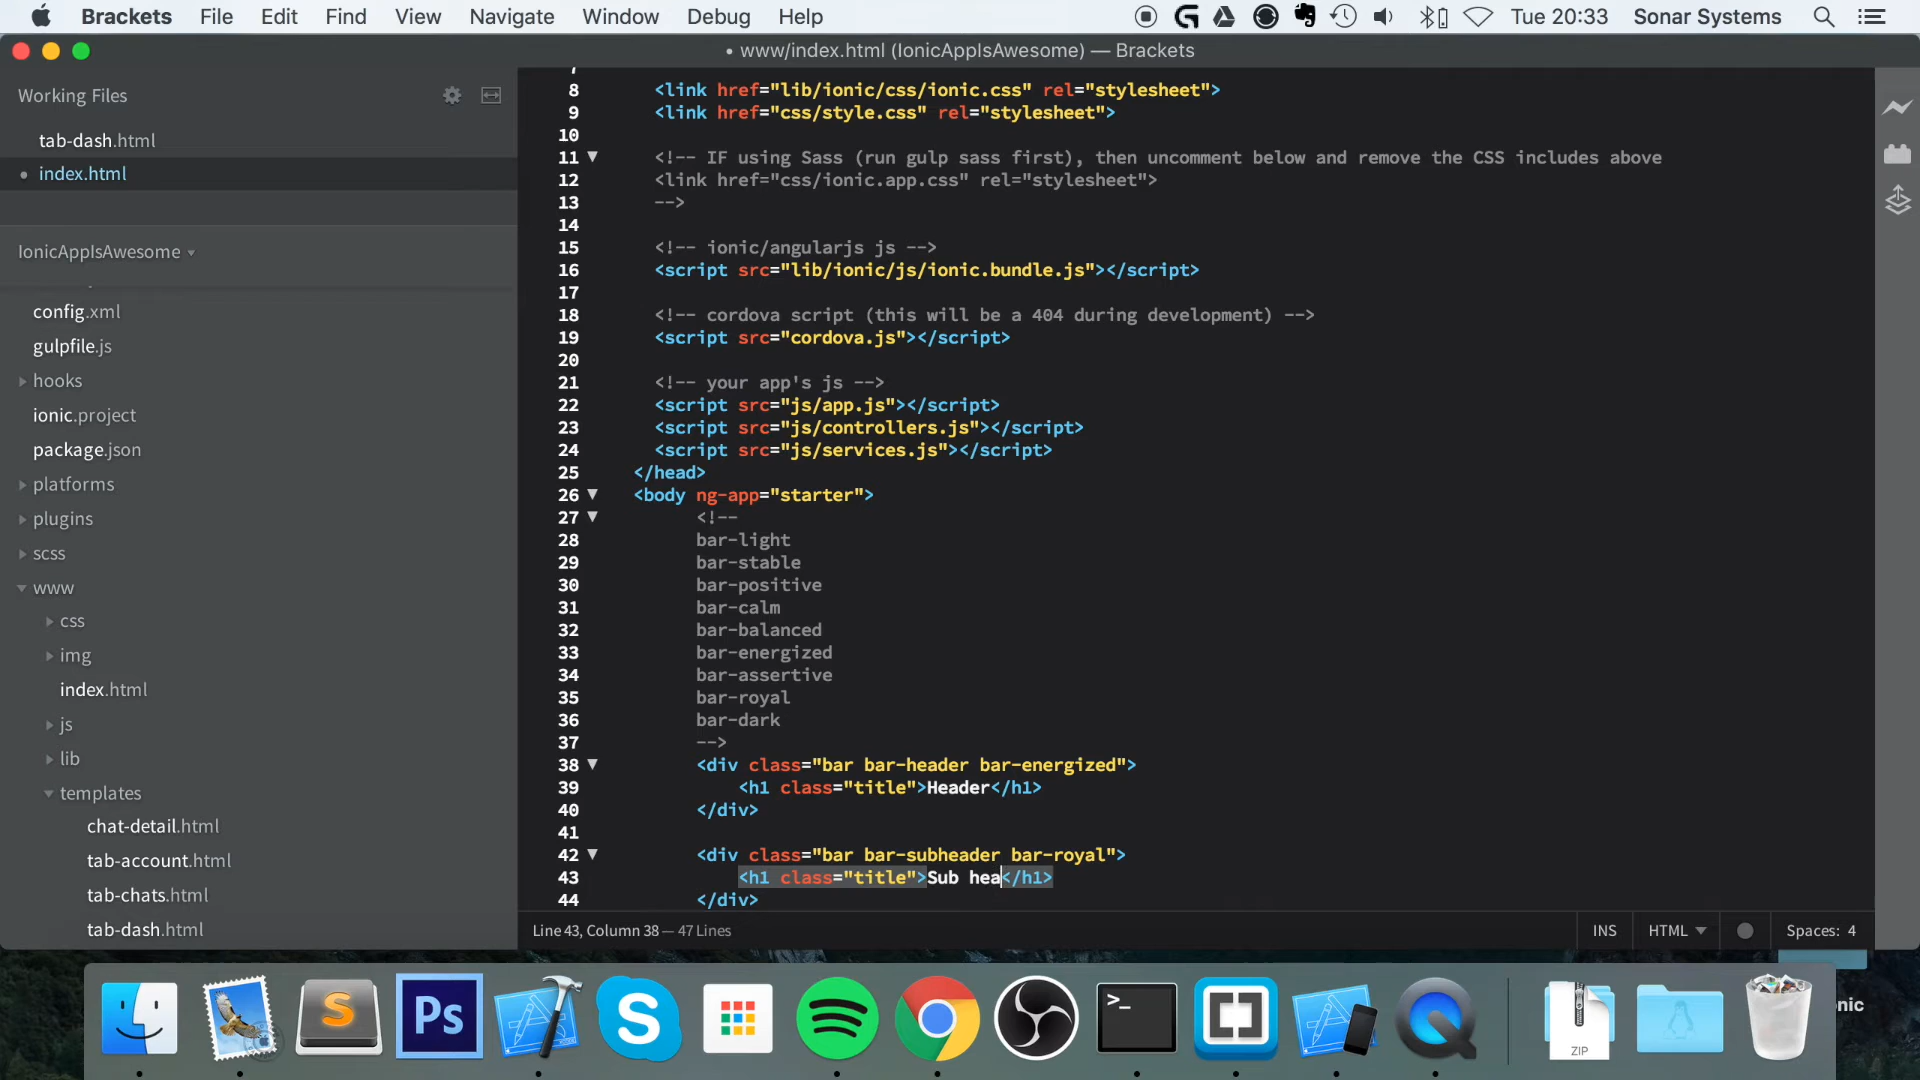 Brackets File Edit Find View Navigate Window Debug Help Tue 20:33 Sonar Systems
• www/index.html (IonicAppIsAwesome) — Brackets
Working Files
tab-dash.html
• index.html
IonicAppIsAwesome
config.xml
gulpfile.js
hooks
ionic.project
package.json
platforms
plugins
scss
www
css
img
index.html
js
lib
templates
chat-detail.html
tab-account.html
tab-chats.html
tab-dash.html
7
8 <link href="lib/ionic/css/ionic.css" rel="stylesheet">
9 <link href="css/style.css" rel="stylesheet">
10
11 <!-- IF using Sass (run gulp sass first), then uncomment below and remove the CSS includes above
12 <link href="css/ionic.app.css" rel="stylesheet">
13 -->
14
15 <!-- ionic/angularjs js -->
16 <script src="lib/ionic/js/ionic.bundle.js"></script>
17
18 <!-- cordova script (this will be a 404 during development) -->
19 <script src="cordova.js"></script>
20
21 <!-- your app's js -->
22 <script src="js/app.js"></script>
23 <script src="js/controllers.js"></script>
24 <script src="js/services.js"></script>
25 </head>
26 <body ng-app="starter">
27 <!--
28 bar-light
29 bar-stable
30 bar-positive
31 bar-calm
32 bar-balanced
33 bar-energized
34 bar-assertive
35 bar-royal
36 bar-dark
37 -->
38 <div class="bar bar-header bar-energized">
39 <h1 class="title">Header</h1>
40 </div>
41
42 <div class="bar bar-subheader bar-royal">
43 <h1 class="title">Sub hea</h1>
44 </div>
Line 43, Column 38 — 47 Lines
INS HTML Spaces: 4
S
Ps
S
>_
ZIP
nic